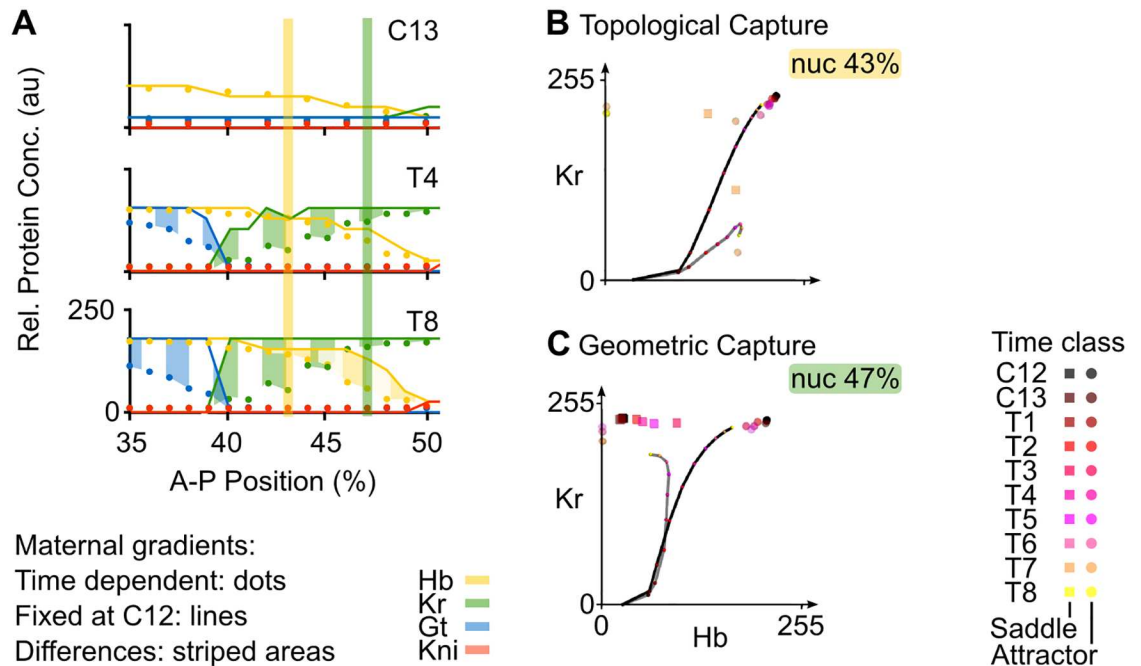 A
C13
T4
T8
Rel. Protein Conc. (au)
250
0
35
40
45
50
A-P Position (%)
Maternal gradients:
Time dependent: dots
Fixed at C12: lines
Differences: striped areas
Hb
Kr
Gt
Kni
B Topological Capture
nuc 43%
255
Kr
0
C Geometric Capture
nuc 47%
255
Kr
0
0
Hb
255
Time class
C12
C13
T1
T2
T3
T4
T5
T6
T7
T8
Saddle
Attractor